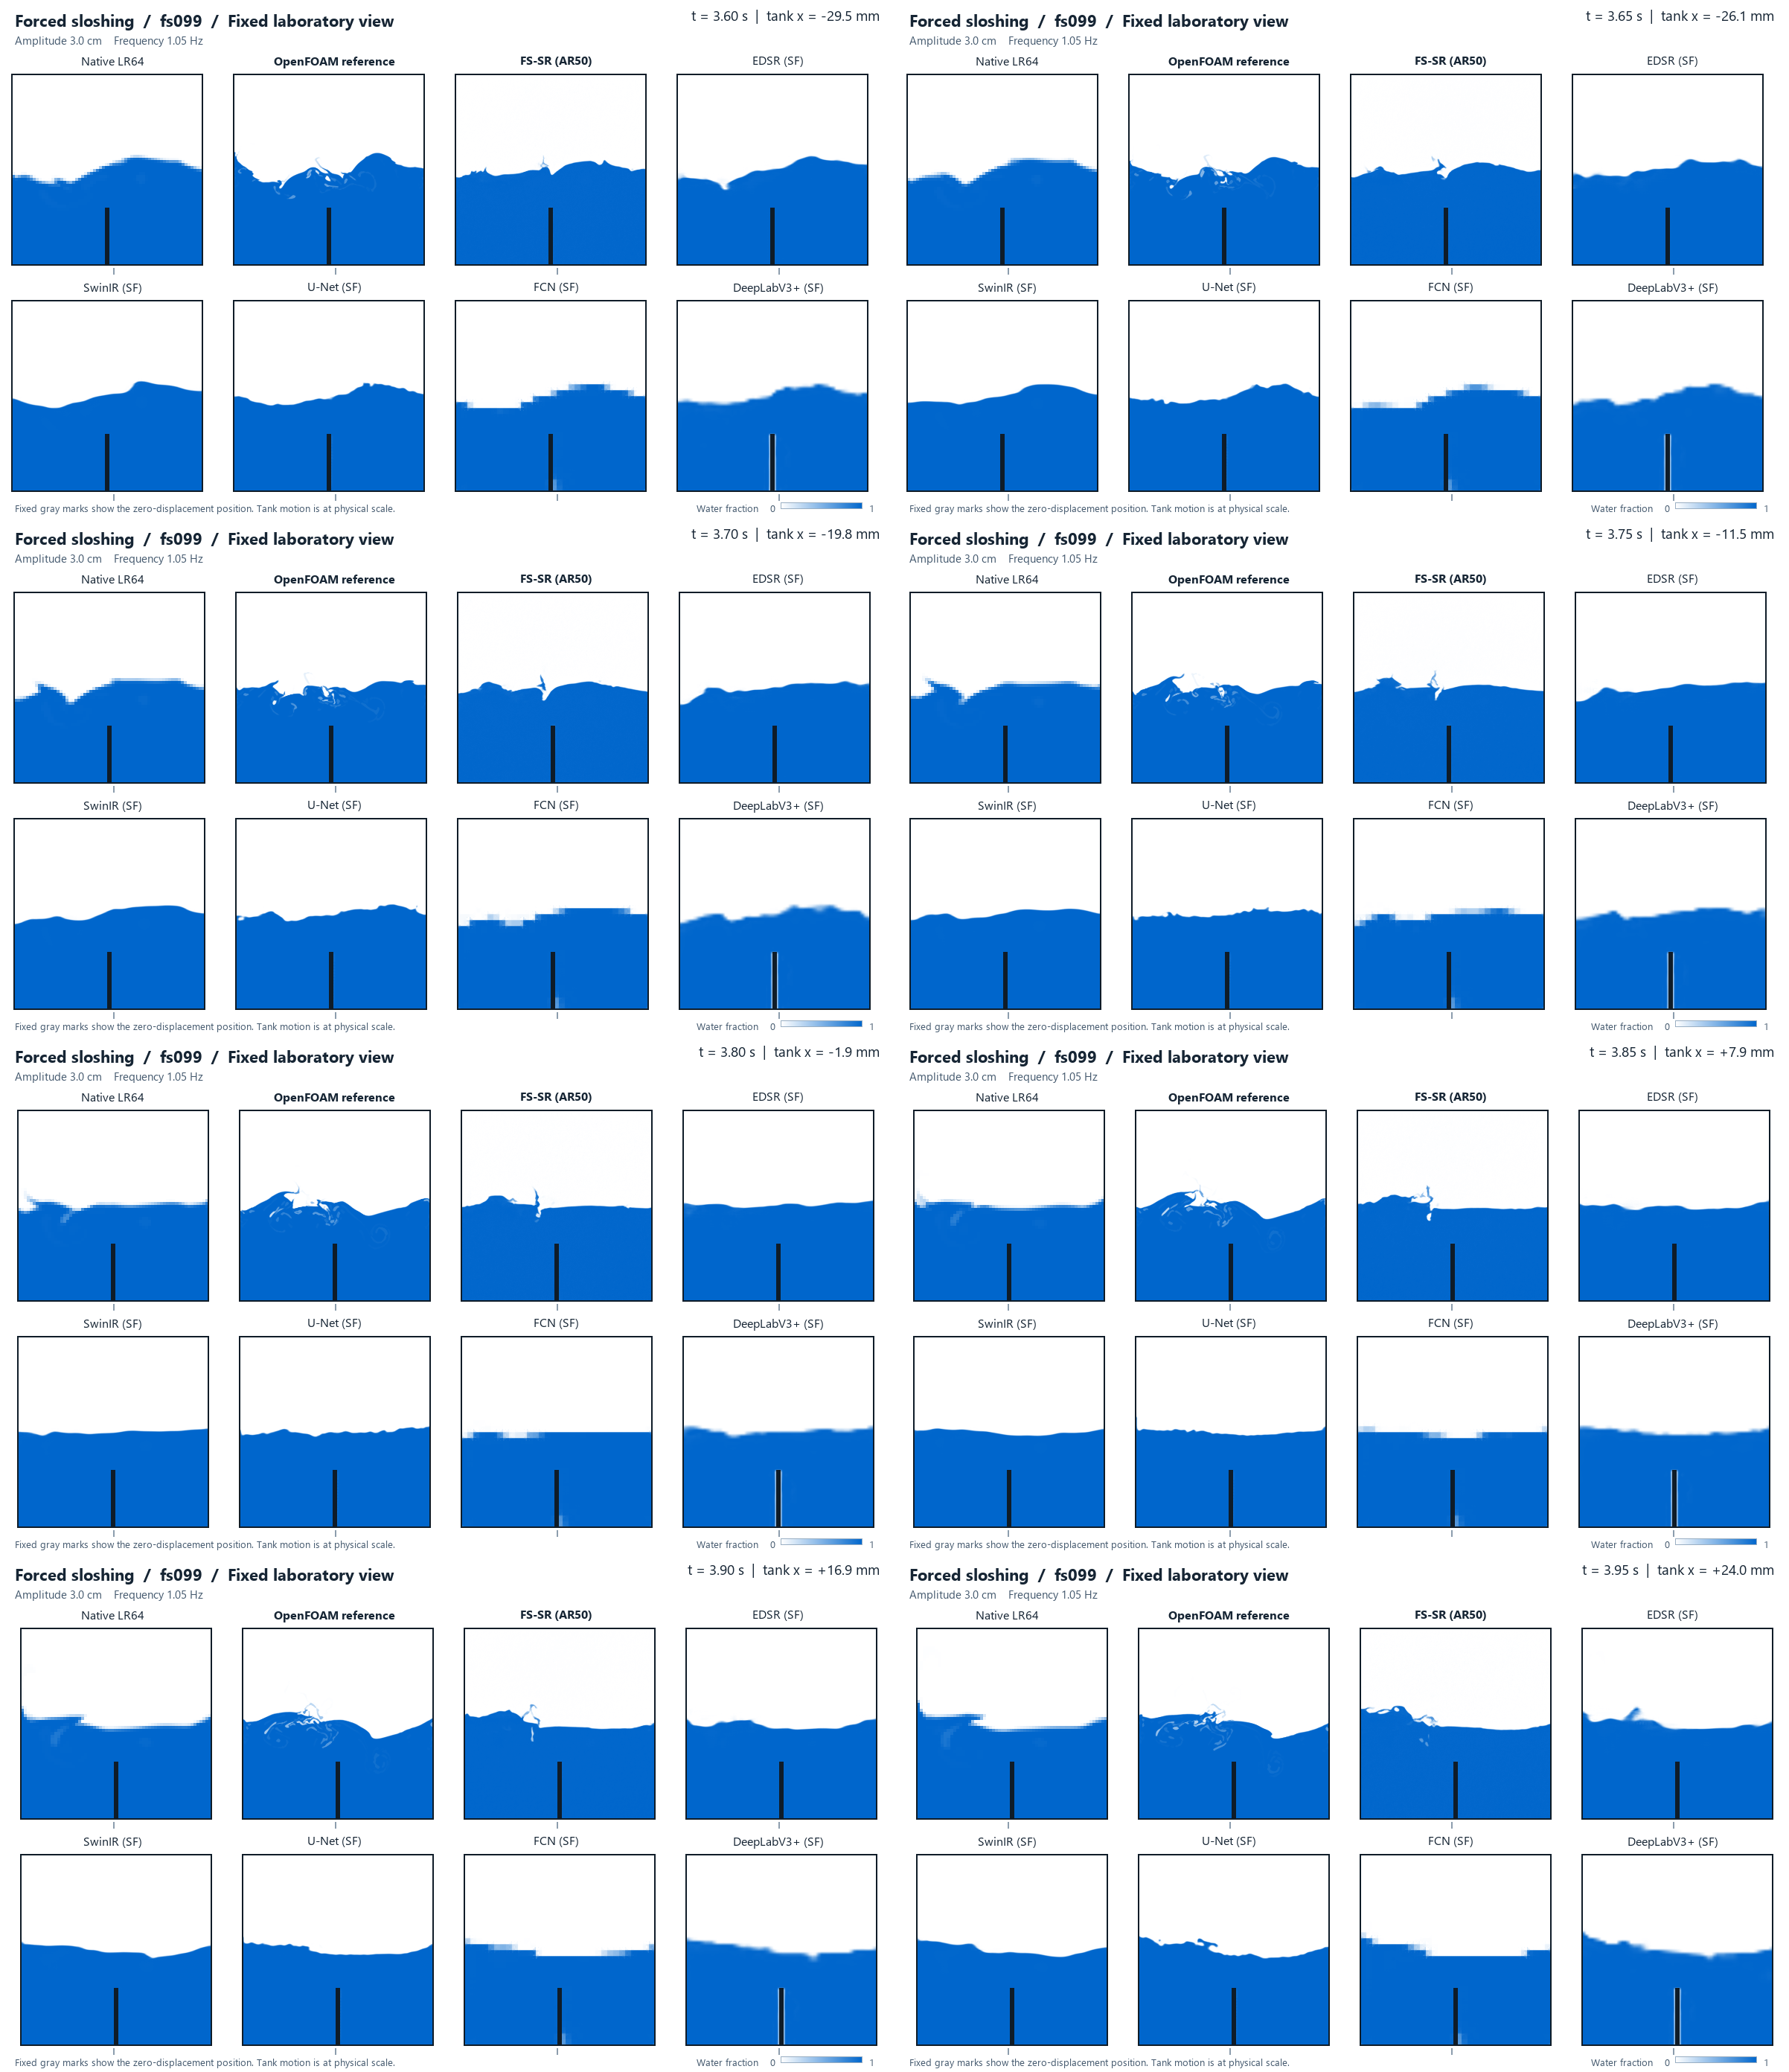 Forced sloshing / fs099 / Fixed laboratory view
t = 3.60 s | tank x = -29.5 mm
Amplitude 3.0 cm Frequency 1.05 Hz
Native LR64
OpenFOAM reference
FS-SR (AR50)
EDSR (SF)
SwinIR (SF)
U-Net (SF)
FCN (SF)
DeepLabV3+ (SF)
Fixed gray marks show the zero-displacement position. Tank motion is at physical scale.
Water fraction 0 1
Forced sloshing / fs099 / Fixed laboratory view
t = 3.65 s | tank x = -26.1 mm
Amplitude 3.0 cm Frequency 1.05 Hz
Native LR64
OpenFOAM reference
FS-SR (AR50)
EDSR (SF)
SwinIR (SF)
U-Net (SF)
FCN (SF)
DeepLabV3+ (SF)
Fixed gray marks show the zero-displacement position. Tank motion is at physical scale.
Water fraction 0 1
Forced sloshing / fs099 / Fixed laboratory view
t = 3.70 s | tank x = -19.8 mm
Amplitude 3.0 cm Frequency 1.05 Hz
Native LR64
OpenFOAM reference
FS-SR (AR50)
EDSR (SF)
SwinIR (SF)
U-Net (SF)
FCN (SF)
DeepLabV3+ (SF)
Fixed gray marks show the zero-displacement position. Tank motion is at physical scale.
Water fraction 0 1
Forced sloshing / fs099 / Fixed laboratory view
t = 3.75 s | tank x = -11.5 mm
Amplitude 3.0 cm Frequency 1.05 Hz
Native LR64
OpenFOAM reference
FS-SR (AR50)
EDSR (SF)
SwinIR (SF)
U-Net (SF)
FCN (SF)
DeepLabV3+ (SF)
Fixed gray marks show the zero-displacement position. Tank motion is at physical scale.
Water fraction 0 1
Forced sloshing / fs099 / Fixed laboratory view
t = 3.80 s | tank x = -1.9 mm
Amplitude 3.0 cm Frequency 1.05 Hz
Native LR64
OpenFOAM reference
FS-SR (AR50)
EDSR (SF)
SwinIR (SF)
U-Net (SF)
FCN (SF)
DeepLabV3+ (SF)
Fixed gray marks show the zero-displacement position. Tank motion is at physical scale.
Water fraction 0 1
Forced sloshing / fs099 / Fixed laboratory view
t = 3.85 s | tank x = +7.9 mm
Amplitude 3.0 cm Frequency 1.05 Hz
Native LR64
OpenFOAM reference
FS-SR (AR50)
EDSR (SF)
SwinIR (SF)
U-Net (SF)
FCN (SF)
DeepLabV3+ (SF)
Fixed gray marks show the zero-displacement position. Tank motion is at physical scale.
Water fraction 0 1
Forced sloshing / fs099 / Fixed laboratory view
t = 3.90 s | tank x = +16.9 mm
Amplitude 3.0 cm Frequency 1.05 Hz
Native LR64
OpenFOAM reference
FS-SR (AR50)
EDSR (SF)
SwinIR (SF)
U-Net (SF)
FCN (SF)
DeepLabV3+ (SF)
Fixed gray marks show the zero-displacement position. Tank motion is at physical scale.
Water fraction 0 1
Forced sloshing / fs099 / Fixed laboratory view
t = 3.95 s | tank x = +24.0 mm
Amplitude 3.0 cm Frequency 1.05 Hz
Native LR64
OpenFOAM reference
FS-SR (AR50)
EDSR (SF)
SwinIR (SF)
U-Net (SF)
FCN (SF)
DeepLabV3+ (SF)
Fixed gray marks show the zero-displacement position. Tank motion is at physical scale.
Water fraction 0 1